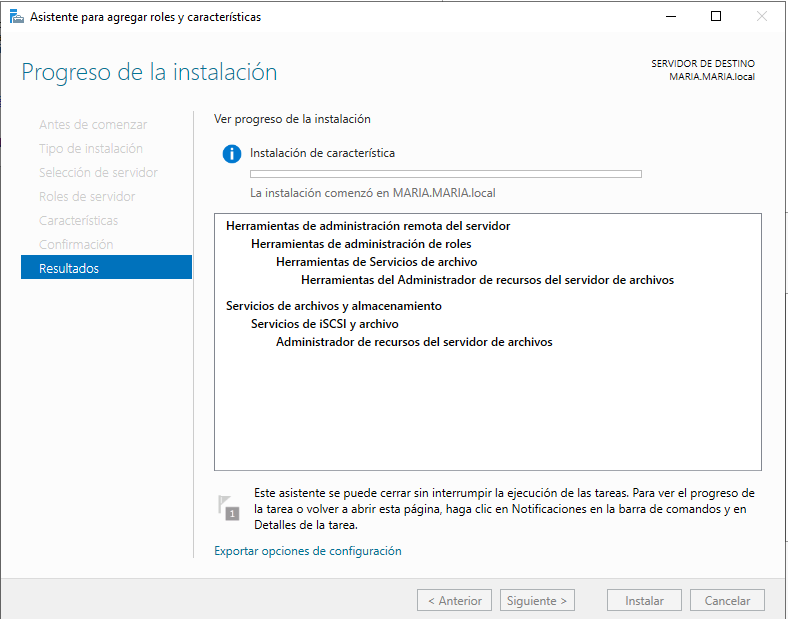 Asistente para agregar roles y características
Progreso de la instalación
SERVIDOR DE DESTINO
MARIA.MARIA.local
Antes de comenzar
Tipo de instalación
Selección de servidor
Roles de servidor
Características
Confirmación
Resultados
Ver progreso de la instalación
Instalación de característica
La instalación comenzó en MARIA.MARIA.local
Herramientas de administración remota del servidor
Herramientas de administración de roles
Herramientas de Servicios de archivo
Herramientas del Administrador de recursos del servidor de archivos
Servicios de archivos y almacenamiento
Servicios de iSCSI y archivo
Administrador de recursos del servidor de archivos
1
Este asistente se puede cerrar sin interrumpir la ejecución de las tareas. Para ver el progreso de
la tarea o volver a abrir esta página, haga clic en Notificaciones en la barra de comandos y en
Detalles de la tarea.
Exportar opciones de configuración
< Anterior
Siguiente >
Instalar
Cancelar